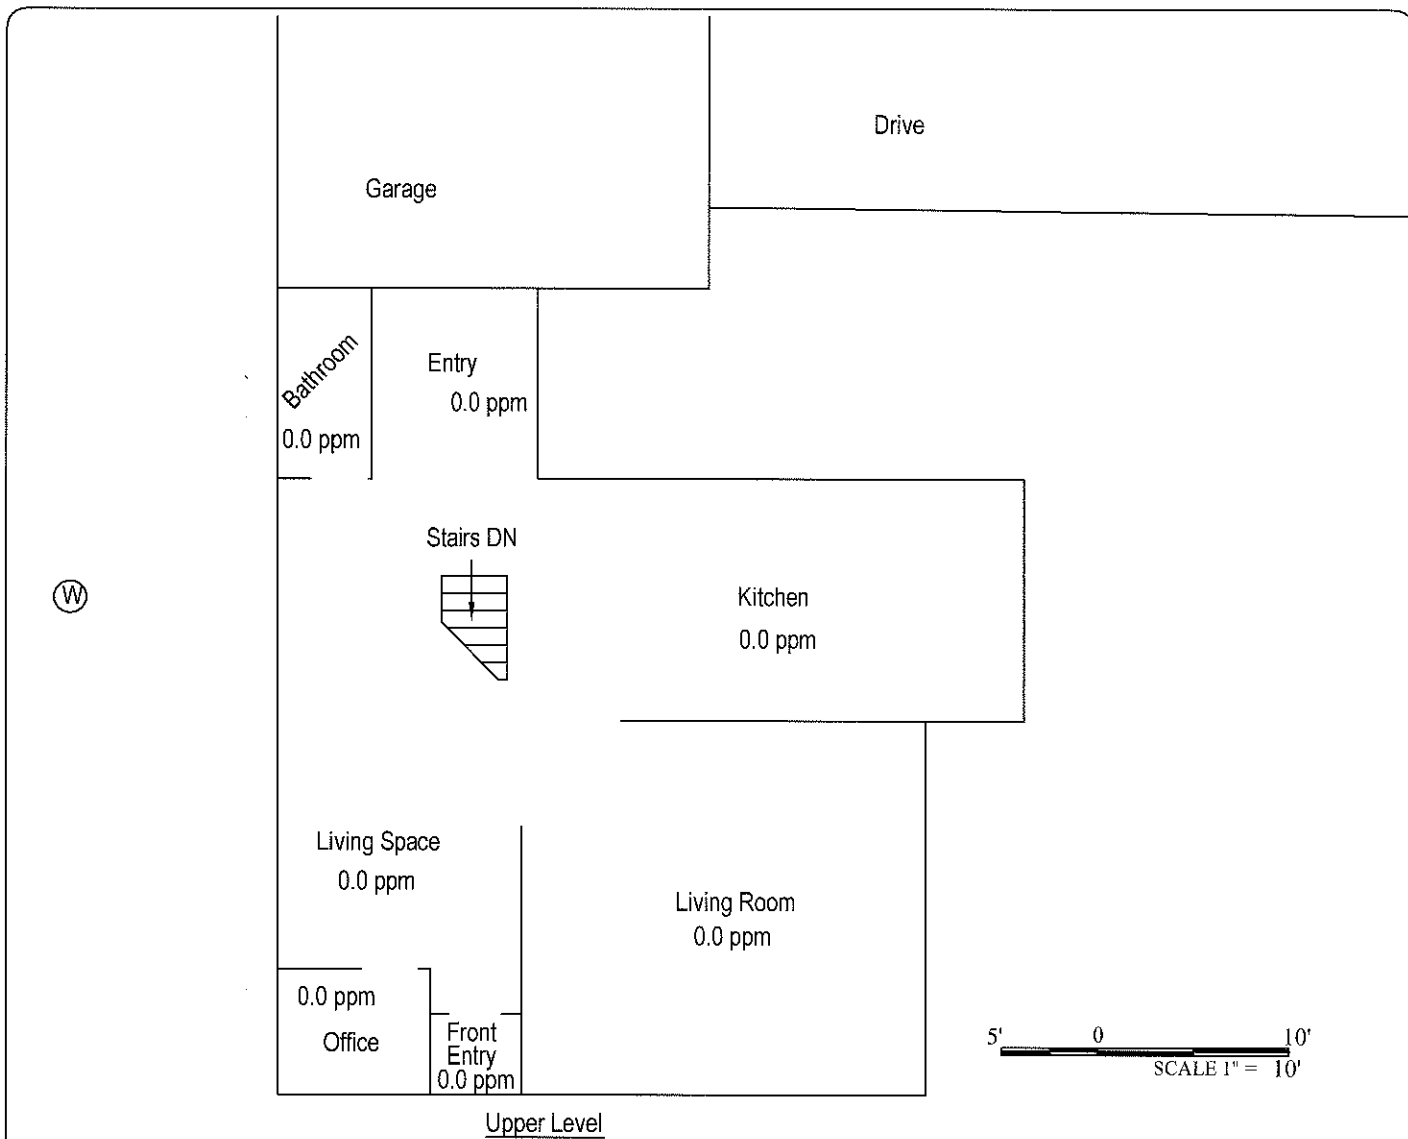 Drive
Garage
Bathroom
0.0 ppm
Entry
0.0 ppm
Stairs DN
W
Kitchen
0.0 ppm
Living Space
0.0 ppm
Living Room
0.0 ppm
0.0 ppm
Office
Front
Entry
0.0 ppm
5' 0 10'
SCALE 1" = 10'
Upper Level